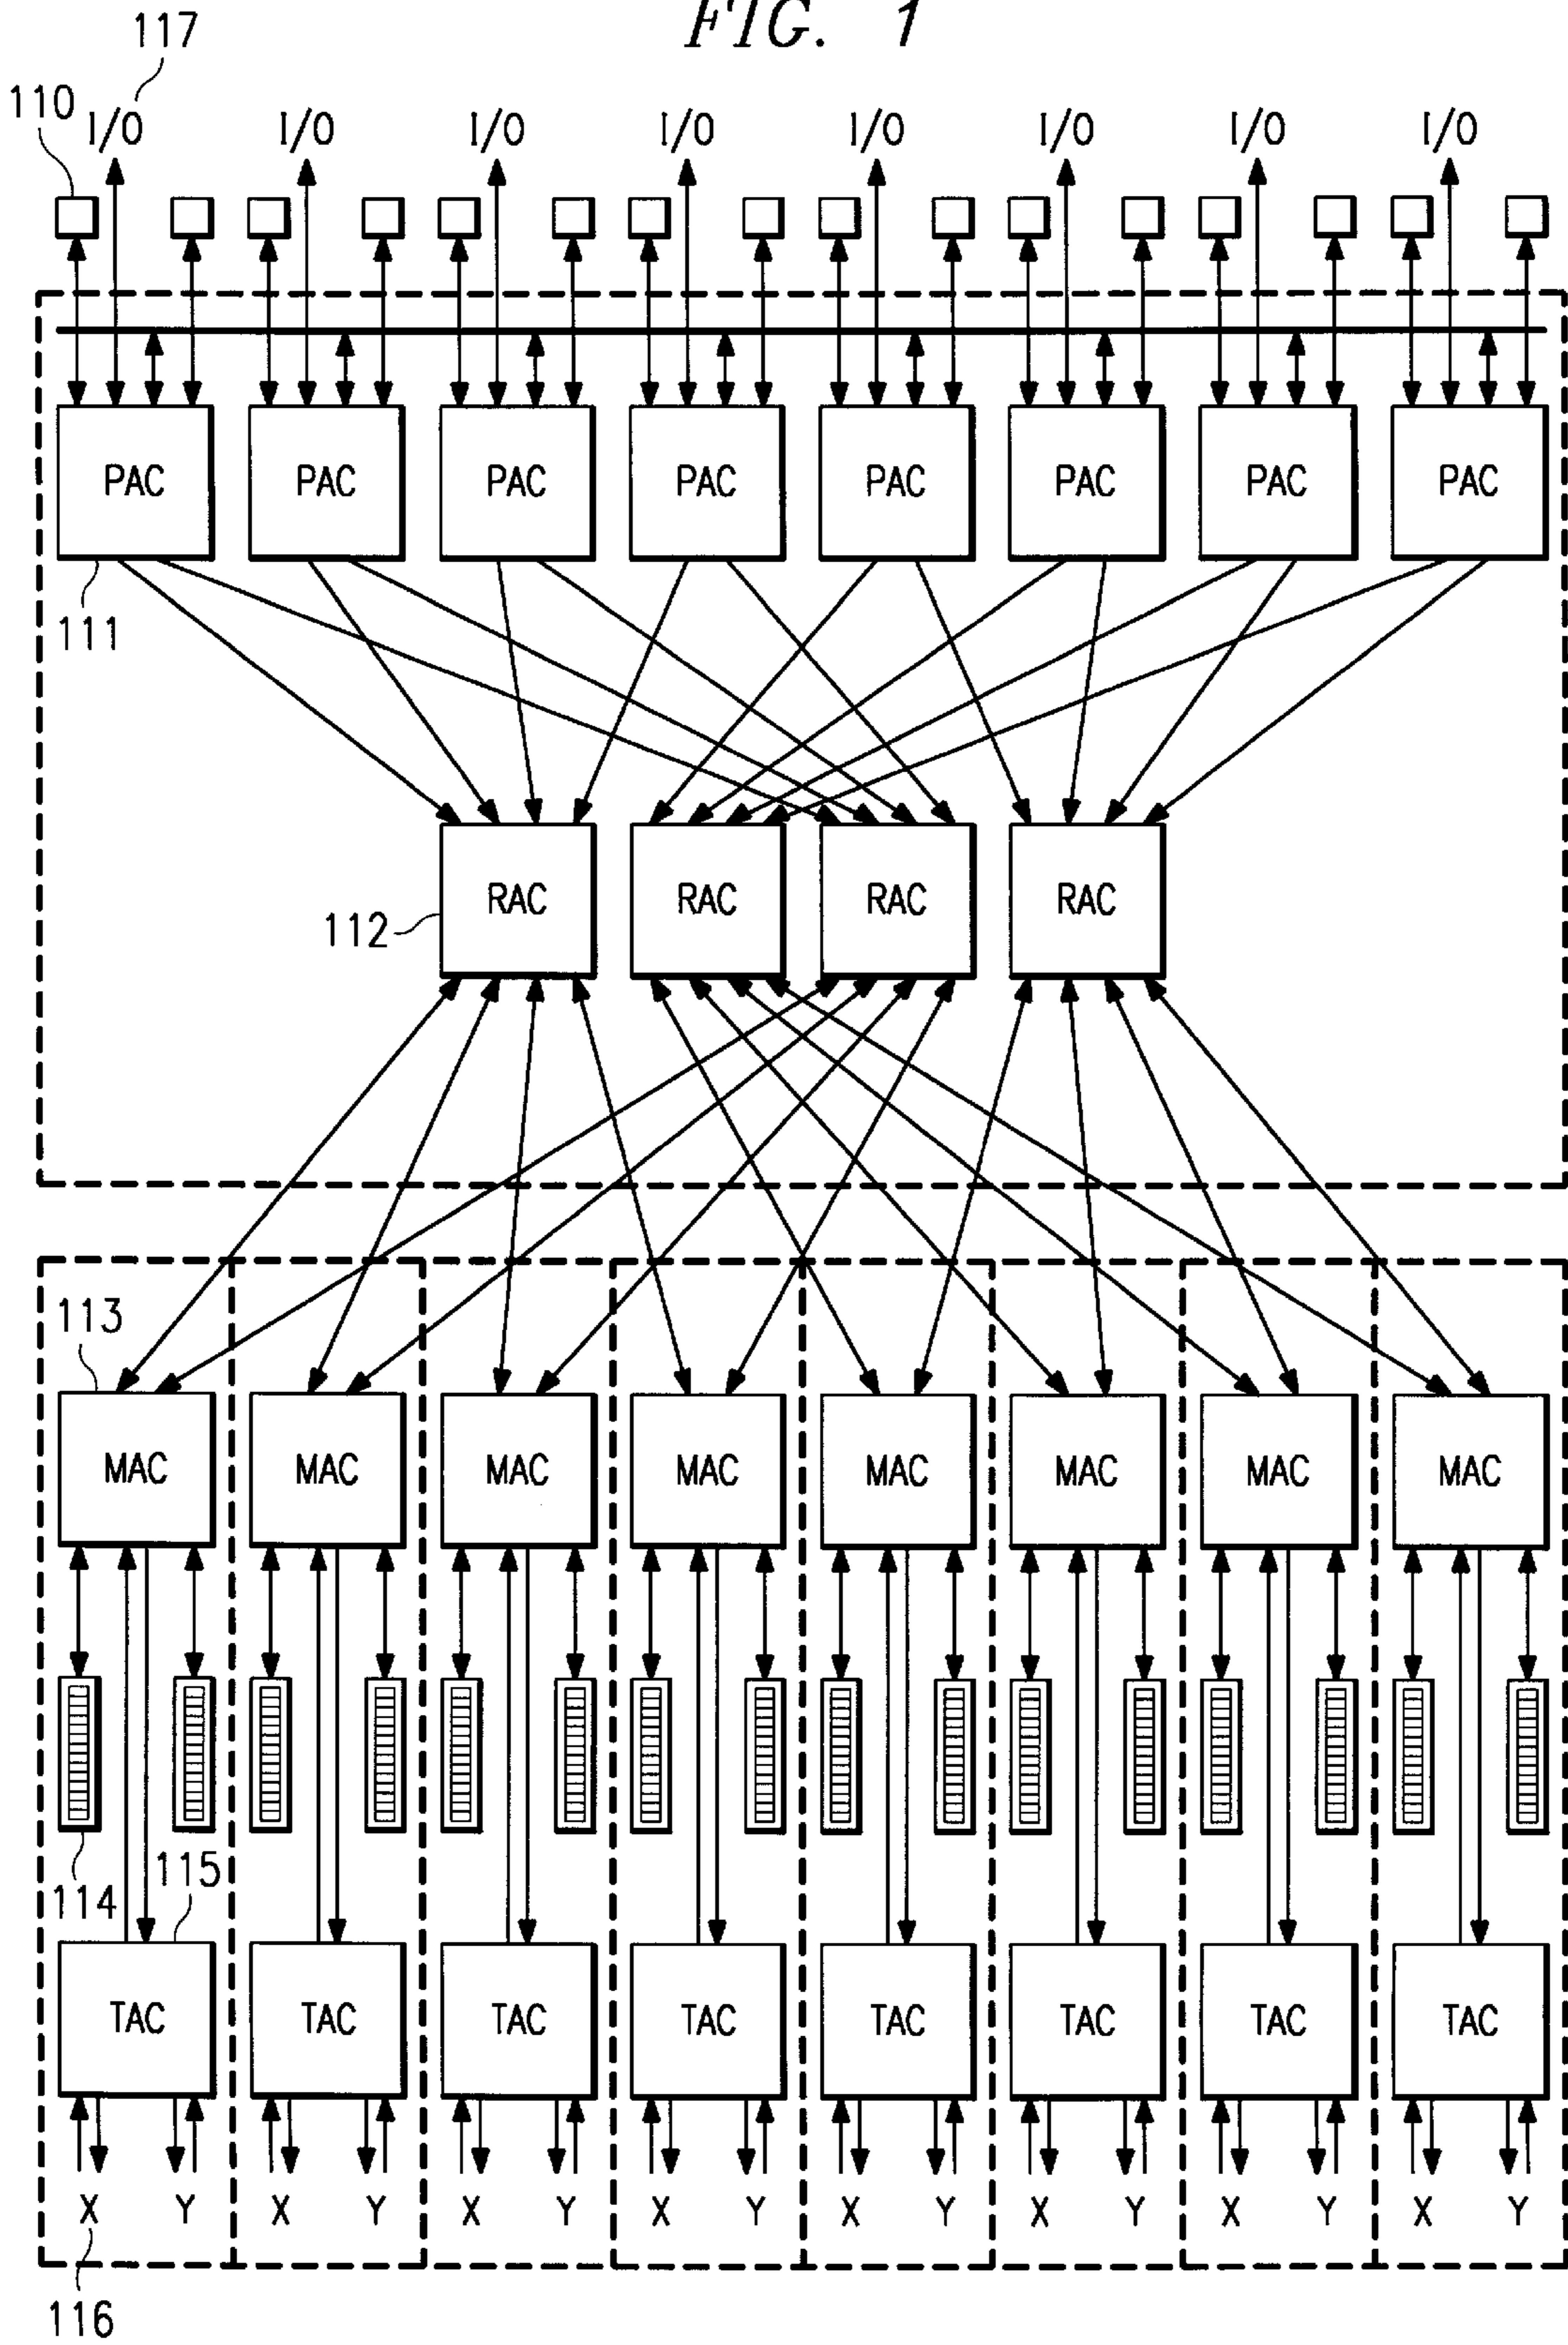 FIG. 1
117
110
I/O I/O I/O I/O I/O I/O I/O I/O
PAC PAC PAC PAC PAC PAC PAC PAC
111
RAC RAC RAC RAC
112
113
MAC MAC MAC MAC MAC MAC MAC MAC
114
115
TAC TAC TAC TAC TAC TAC TAC TAC
X Y X Y X Y X Y X Y X Y X Y X Y
116